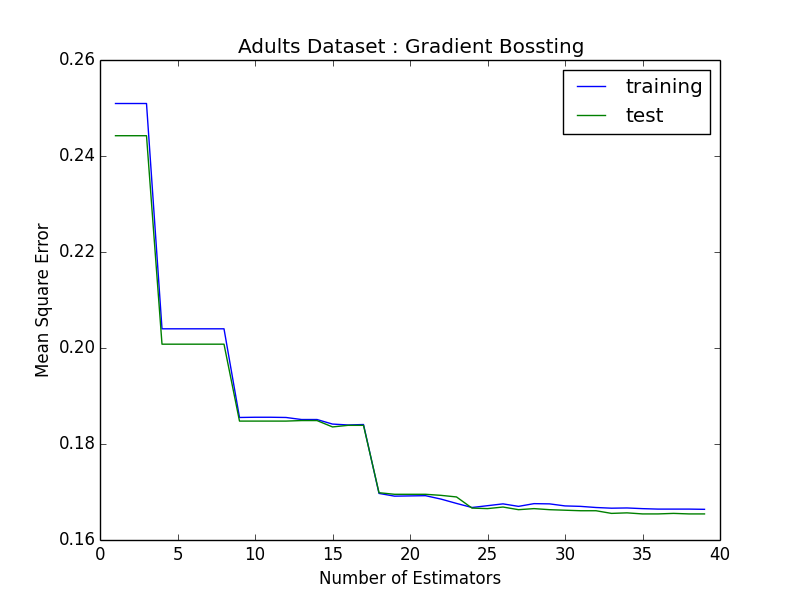 Adults Dataset : Gradient Bossting
training
test
Mean Square Error
0.26
0.24
0.22
0.20
0.18
0.16
0 5 10 15 20 25 30 35 40
Number of Estimators